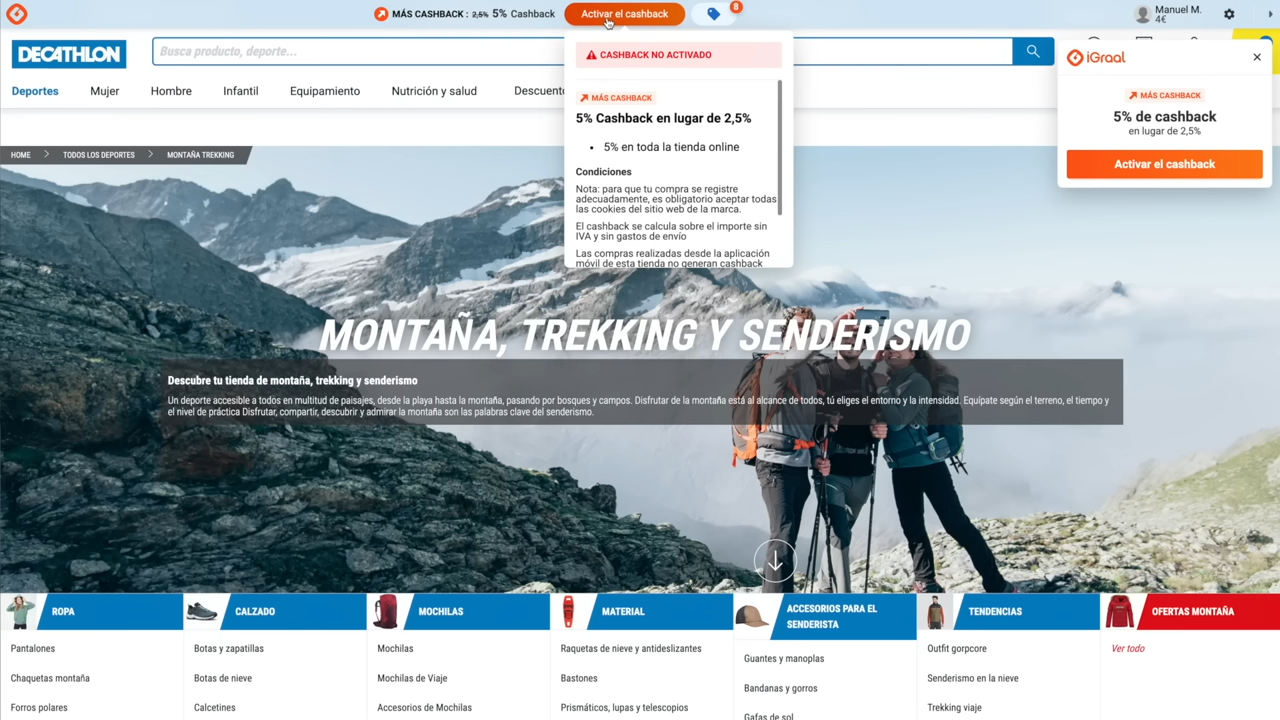 MÁS CASHBACK : 2,5% 5% Cashback
Activar el cashback
8
Manuel M.
4€
DECATHLON
Busca producto, deporte...
Deportes
Mujer
Hombre
Infantil
Equipamiento
Nutrición y salud
CASHBACK NO ACTIVADO
MÁS CASHBACK
5% Cashback en lugar de 2,5%
• 5% en toda la tienda online
Condiciones
Nota: para que tu compra se registre
adecuadamente, es obligatorio aceptar todas
las cookies del sitio web de la marca.
El cashback se calcula sobre el importe sin
IVA y sin gastos de envío
Las compras realizadas desde la aplicación
móvil de esta tienda no generan cashback
iGraal
MÁS CASHBACK
5% de cashback
en lugar de 2,5%
Activar el cashback
HOME
TODOS LOS DEPORTES
MONTAÑA TREKKING
MONTAÑA, TREKKING Y SENDERISMO
Descubre tu tienda de montaña, trekking y senderismo
Un deporte accesible a todos en multitud de paisajes, desde la playa hasta la montaña, pasando por bosques y campos. Disfrutar de la montaña está al alcance de todos, tú eliges el entorno y la intensidad. Equípate según el terreno, el tiempo y
el nivel de práctica Disfrutar, compartir, descubrir y admirar la montaña son las palabras clave del senderismo.
ROPA
Pantalones
Chaquetas montaña
Forros polares
CALZADO
Botas y zapatillas
Botas de nieve
Calcetines
MOCHILAS
Mochilas
Mochilas de Viaje
Accesorios de Mochilas
MATERIAL
Raquetas de nieve y antideslizantes
Bastones
Prismáticos, lupas y telescopios
ACCESORIOS PARA EL
SENDERISTA
Guantes y manoplas
Bandanas y gorros
Gafas de sol
TENDENCIAS
Outfit gorpcore
Senderismo en la nieve
Trekking viaje
OFERTAS MONTAÑA
Ver todo